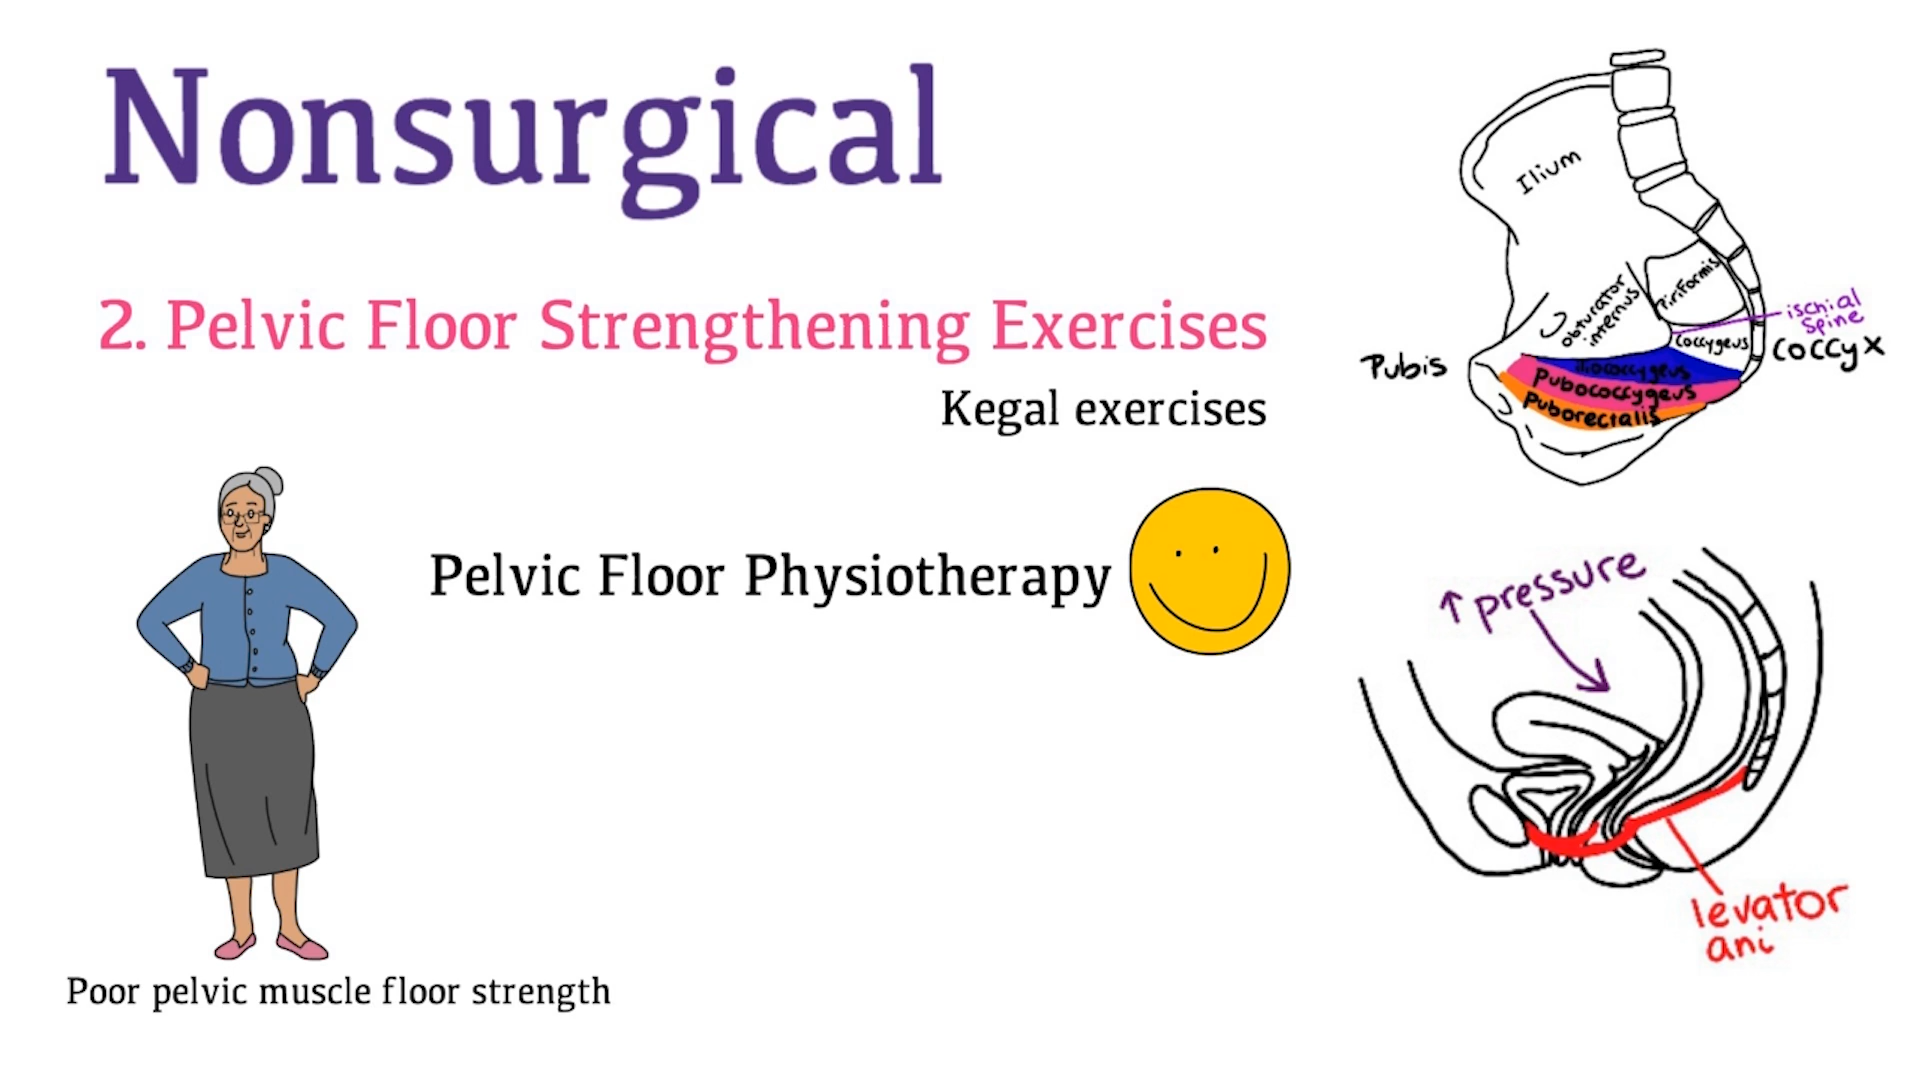 Nonsurgical
2. Pelvic Floor Strengthening Exercises
Kegal exercises
Pelvic Floor Physiotherapy
Poor pelvic muscle floor strength
Ilium
Piriformis
obturator
internus
ischial
spine
Coccygeus
Coccyx
Pubis
Iliococcygeus
Pubococcygeus
Puborectalis
↑ pressure
levator
ani